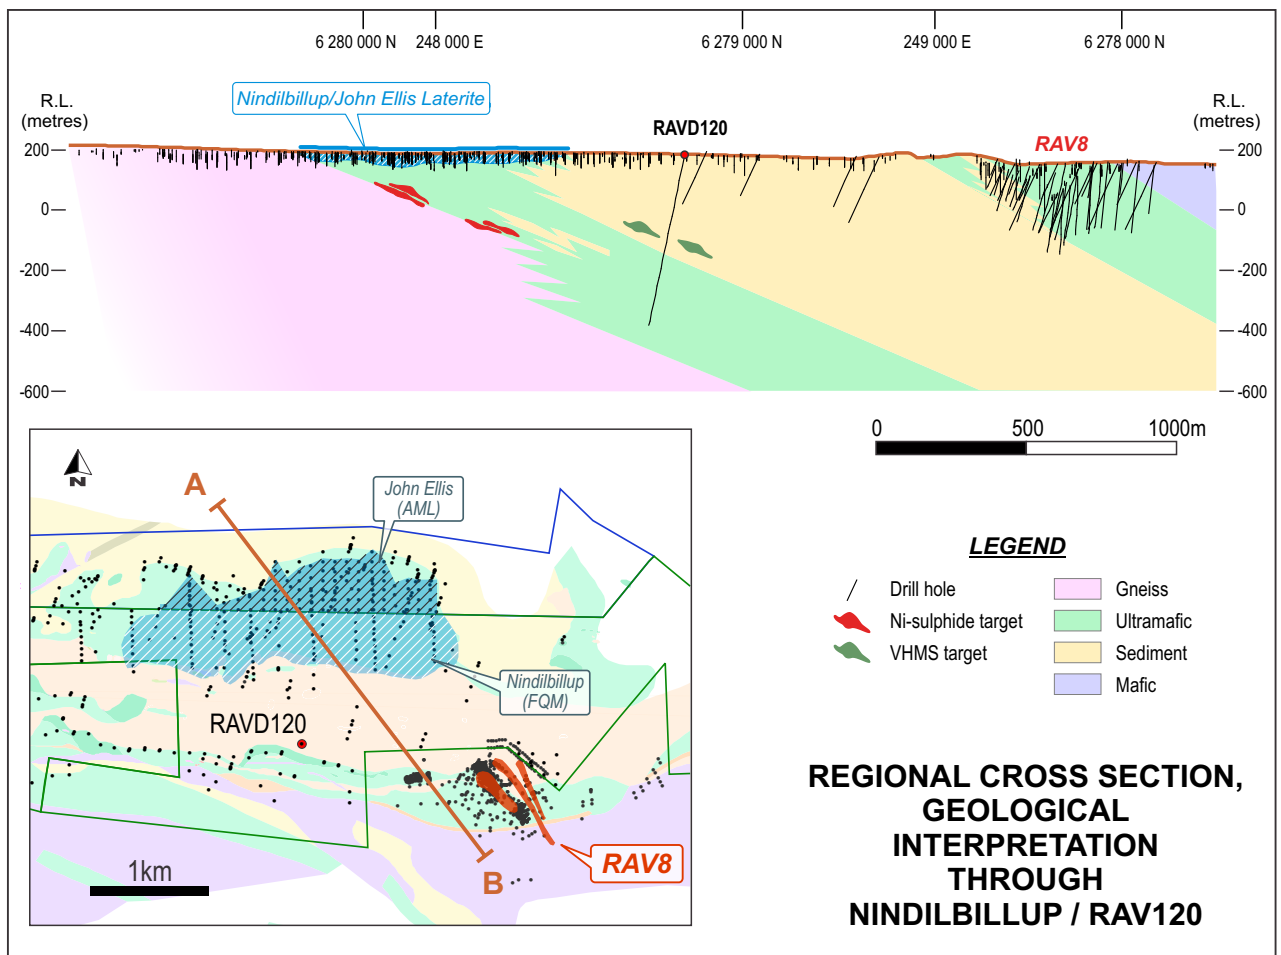 6 280 000 N
248 000 E
6 279 000 N
249 000 E
6 278 000 N
R.L.
(metres)
Nindilbillup/John Ellis Laterite
RAVD120
RAV8
R.L.
(metres)
200
0
-200
-400
-600
200
0
-200
-400
-600
0
500
1000m
A
John Ellis
(AML)
N
Nindilbillup
(FQM)
RAVD120
RAV8
B
1km
LEGEND
Drill hole
Ni-sulphide target
VHMS target
Gneiss
Ultramafic
Sediment
Mafic
REGIONAL CROSS SECTION,
GEOLOGICAL
INTERPRETATION
THROUGH
NINDILBILLUP / RAV120